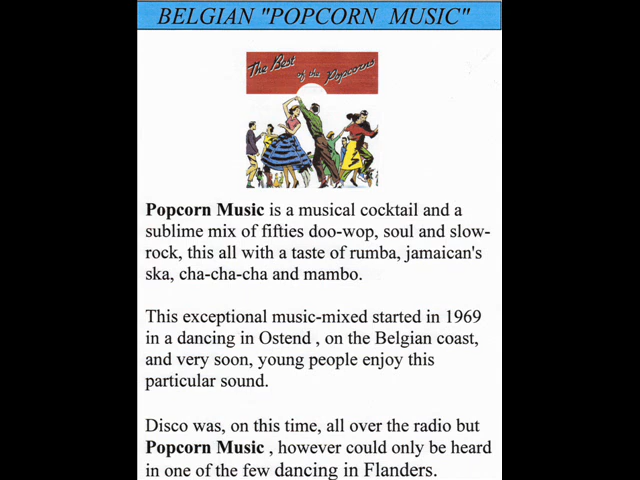 BELGIAN "POPCORN MUSIC"
The Best of the Popcorns
Popcorn Music is a musical cocktail and a
sublime mix of fifties doo-wop, soul and slow-
rock, this all with a taste of rumba, jamaican's
ska, cha-cha-cha and mambo.
This exceptional music-mixed started in 1969
in a dancing in Ostend , on the Belgian coast,
and very soon, young people enjoy this
particular sound.
Disco was, on this time, all over the radio but
Popcorn Music , however could only be heard
in one of the few dancing in Flanders.